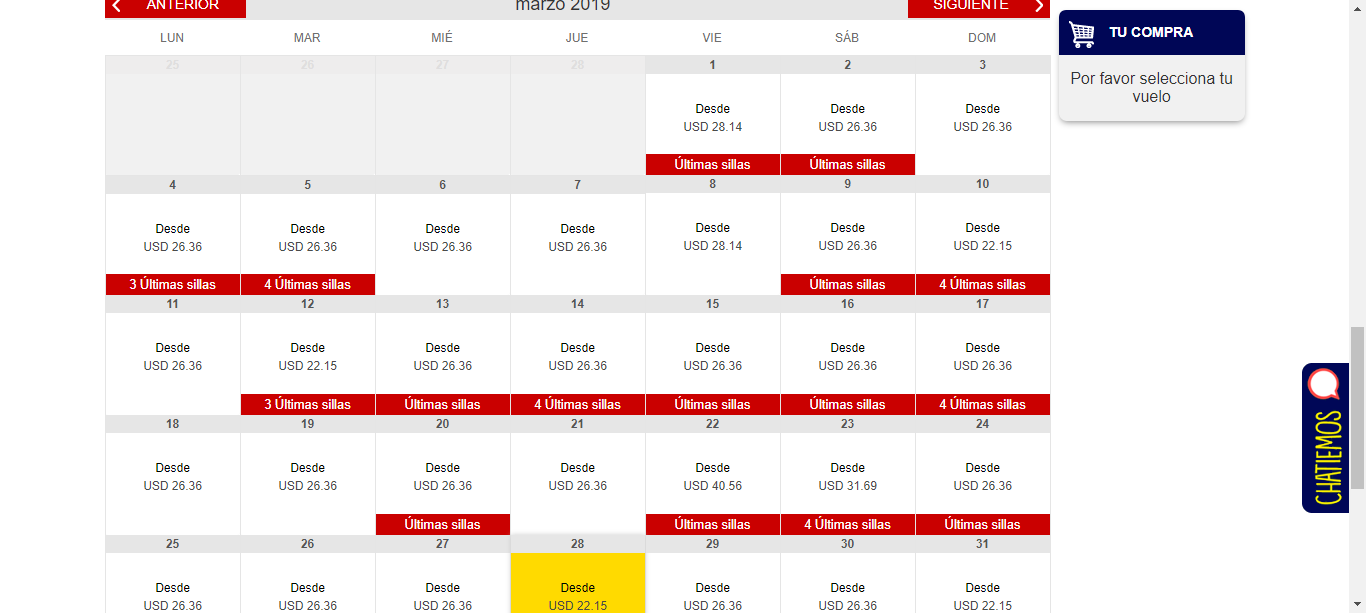 ANTERIOR
marzo 2019
SIGUIENTE
LUN MAR MIÉ JUE VIE SÁB DOM
25 26 27 28 1 2 3
Desde Desde Desde
USD 28.14 USD 26.36 USD 26.36
Últimas sillas Últimas sillas
4 5 6 7 8 9 10
Desde Desde Desde Desde Desde Desde Desde
USD 26.36 USD 26.36 USD 26.36 USD 26.36 USD 28.14 USD 26.36 USD 22.15
3 Últimas sillas 4 Últimas sillas Últimas sillas 4 Últimas sillas
11 12 13 14 15 16 17
Desde Desde Desde Desde Desde Desde Desde
USD 26.36 USD 22.15 USD 26.36 USD 26.36 USD 26.36 USD 26.36 USD 26.36
3 Últimas sillas Últimas sillas 4 Últimas sillas Últimas sillas Últimas sillas 4 Últimas sillas
18 19 20 21 22 23 24
Desde Desde Desde Desde Desde Desde Desde
USD 26.36 USD 26.36 USD 26.36 USD 26.36 USD 40.56 USD 31.69 USD 26.36
Últimas sillas Últimas sillas 4 Últimas sillas Últimas sillas
25 26 27 28 29 30 31
Desde Desde Desde Desde Desde Desde Desde
USD 26.36 USD 26.36 USD 26.36 USD 22.15 USD 26.36 USD 26.36 USD 22.15
TU COMPRA
Por favor selecciona tu
vuelo
CHATIEMOS